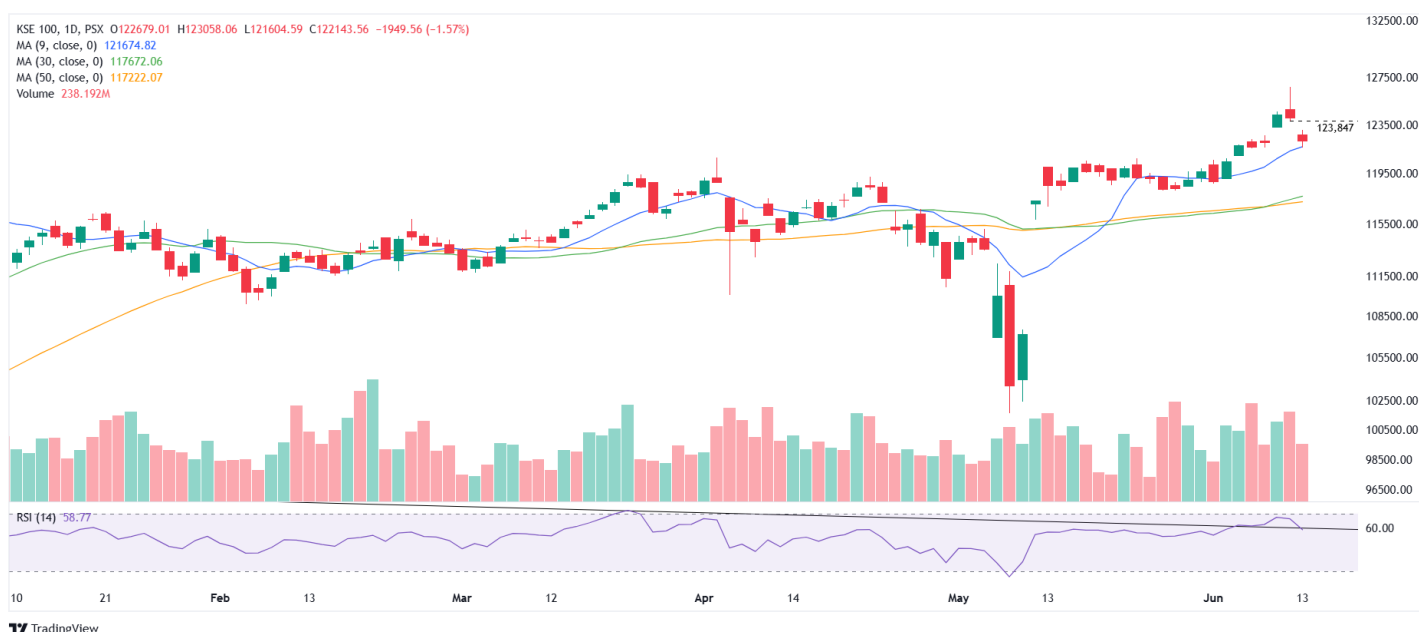 KSE 100, 1D, PSX O122679.01 H123058.06 L121604.59 C122143.56 −1949.56 (−1.57%)
MA (9, close, 0) 121674.82
MA (30, close, 0) 117672.06
MA (50, close, 0) 117222.07
Volume 238.192M
132500.00
127500.00
123500.00
123,847
119500.00
115500.00
111500.00
108500.00
105500.00
102500.00
100500.00
98500.00
96500.00
RSI (14) 58.77
60.00
10 21 Feb 13 Mar 12 Apr 14 May 13 Jun 13
TradingView